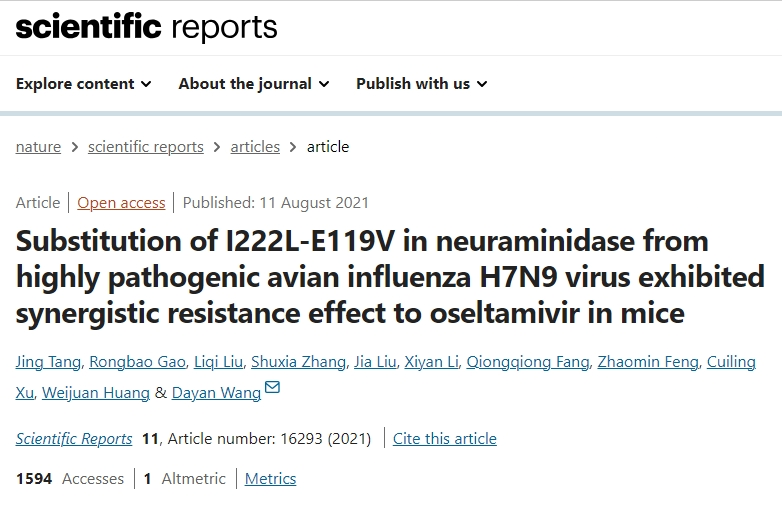 scientific reports
Explore content About the journal Publish with us
nature > scientific reports > articles > article
Article | Open access | Published: 11 August 2021
Substitution of I222L-E119V in neuraminidase from
highly pathogenic avian influenza H7N9 virus exhibited
synergistic resistance effect to oseltamivir in mice
Jing Tang, Rongbao Gao, Liqi Liu, Shuxia Zhang, Jia Liu, Xiyan Li, Qiongqiong Fang, Zhaomin Feng, Cuiling
Xu, Weijuan Huang & Dayan Wang
Scientific Reports 11, Article number: 16293 (2021) | Cite this article
1594 Accesses | 1 Altmetric | Metrics